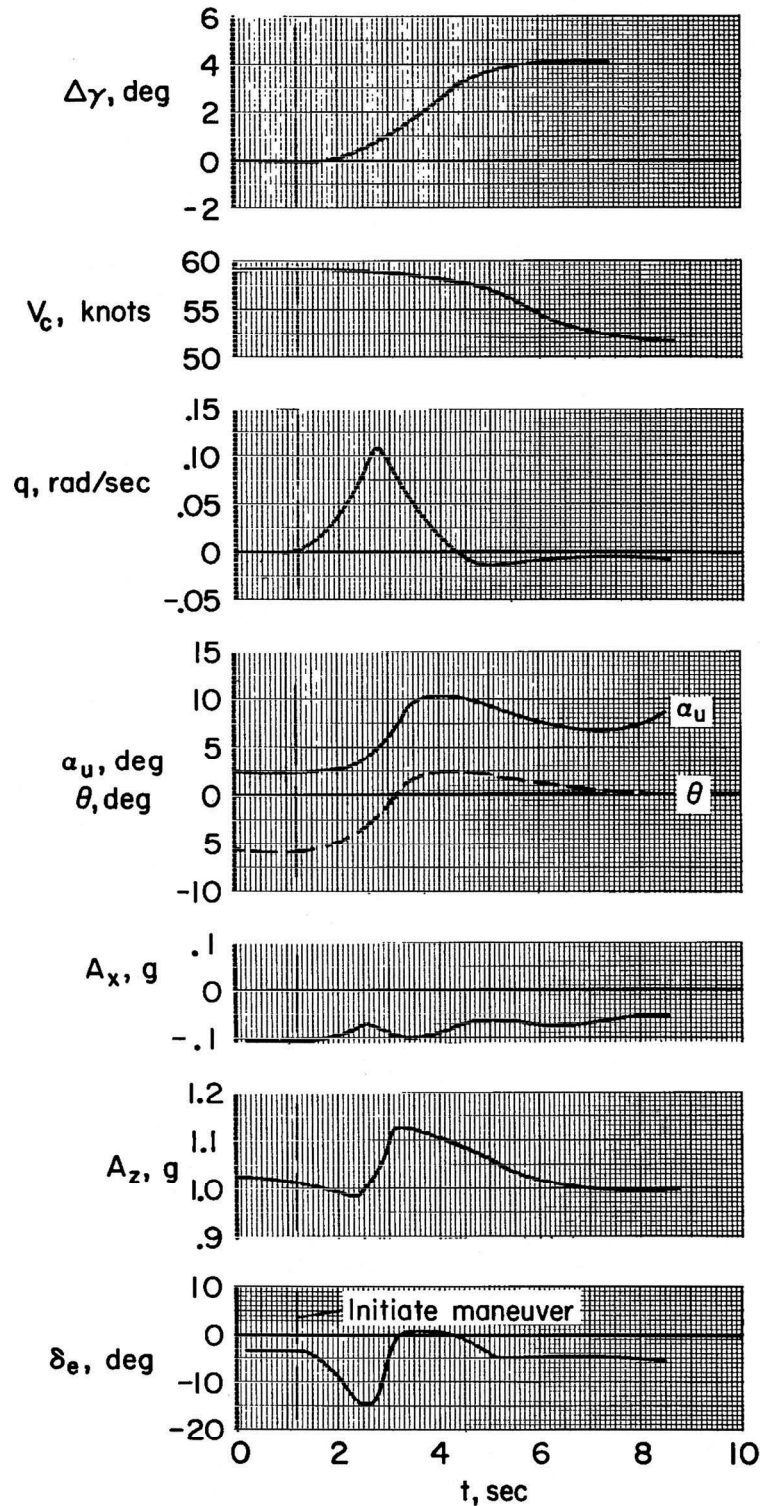 6
4
Δγ, deg
2
0
-2
60
V_c, knots
55
50
.15
.10
q, rad/sec
.05
0
-.05
15
10
α_u
5
α_u, deg
θ, deg
0
θ
5
-10
.1
A_x, g
0
-.1
1.2
1.1
A_z, g
1.0
.9
10
Initiate maneuver
0
δ_e, deg
-10
-20
0 2 4 6 8 10
t, sec